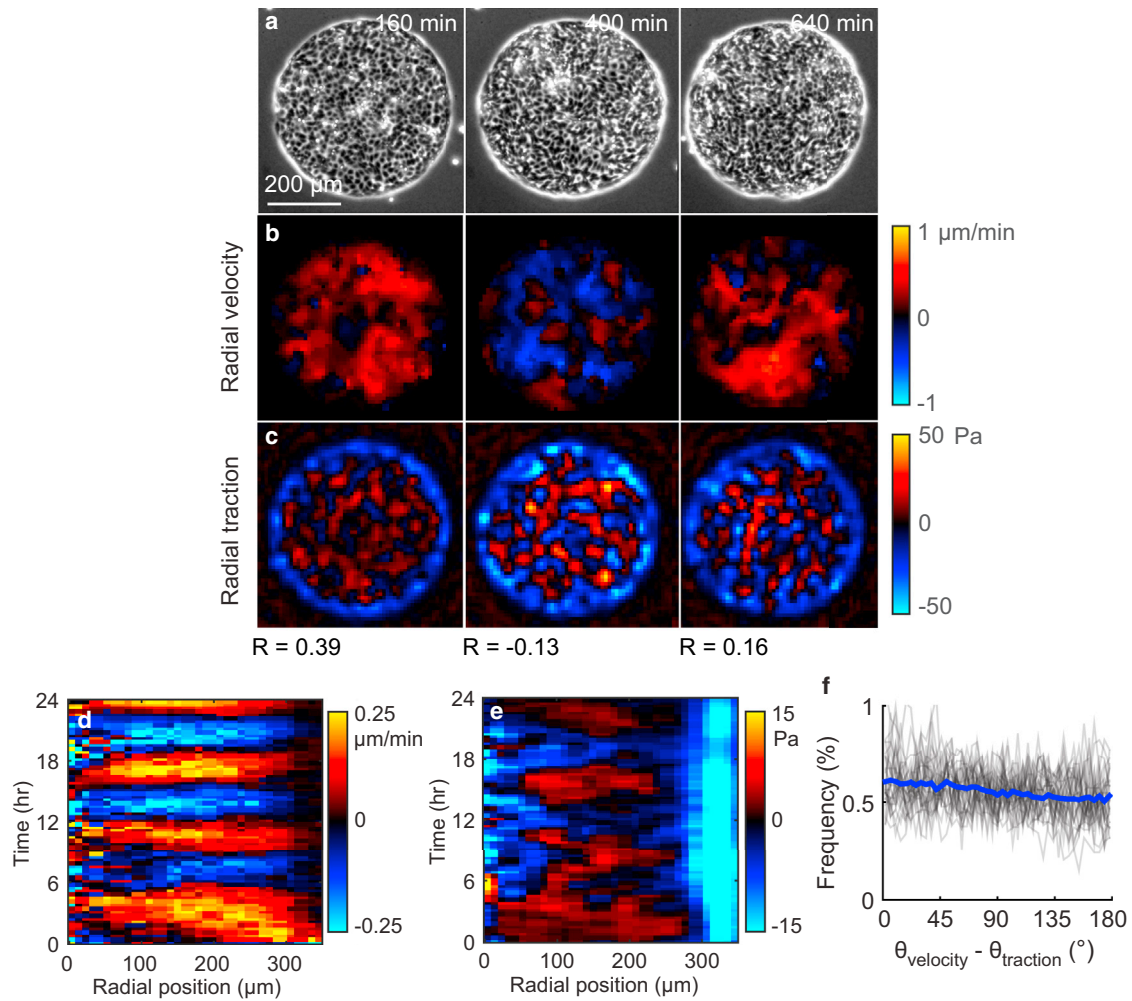 a
160 min
400 min
640 min
200 µm
b
Radial velocity
1 µm/min
0
-1
c
Radial traction
50 Pa
0
-50
R = 0.39
R = -0.13
R = 0.16
d
24
18
12
6
0
Time (hr)
0
100
200
300
Radial position (µm)
0.25
µm/min
0
-0.25
e
24
18
12
6
0
Time (hr)
0
100
200
300
Radial position (µm)
15
Pa
0
-15
f
1
0.5
0
Frequency (%)
0
45
90
135
180
θvelocity - θtraction (°)